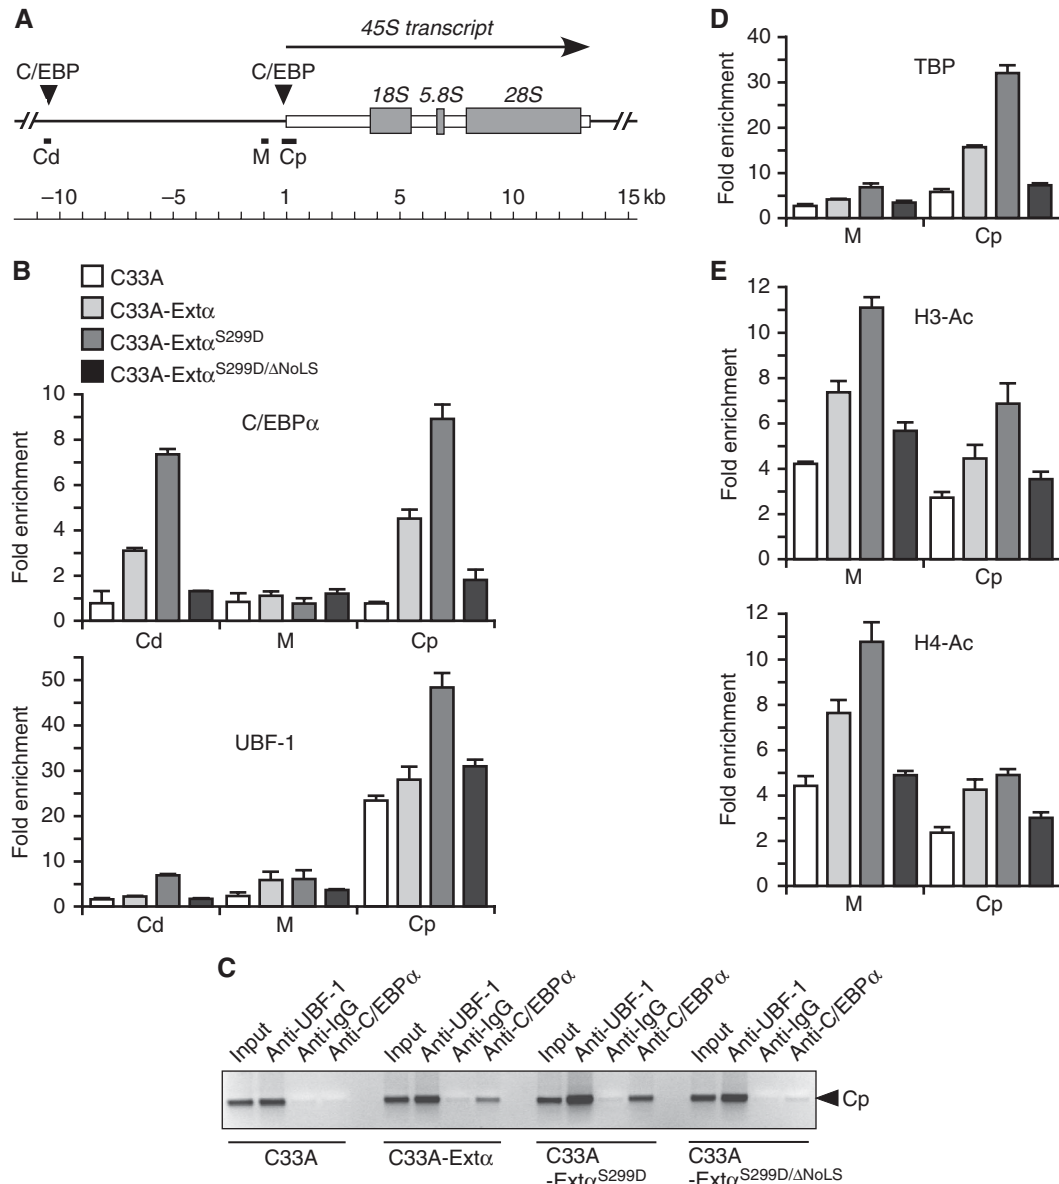 A
45S transcript
C/EBP
C/EBP
18S 5.8S 28S
Cd
M Cp
–10 –5 1 5 10 15 kb
B
C33A
C33A-Extα
C33A-Extα^S299D
C33A-Extα^S299D/ΔNoLS
C/EBPα
Fold enrichment
10
8
6
4
2
0
Cd M Cp
UBF-1
Fold enrichment
50
40
30
20
10
0
Cd M Cp
C
Input
Anti-UBF-1
Anti-IgG
Anti-C/EBPα
Input
Anti-UBF-1
Anti-IgG
Anti-C/EBPα
Input
Anti-UBF-1
Anti-IgG
Anti-C/EBPα
Input
Anti-UBF-1
Anti-IgG
Anti-C/EBPα
Cp
C33A
C33A-Extα
C33A
-Extα^S299D
C33A
-Extα^S299D/ΔNoLS
D
TBP
Fold enrichment
40
30
20
10
0
M Cp
E
H3-Ac
Fold enrichment
12
10
8
6
4
2
0
M Cp
H4-Ac
Fold enrichment
12
10
8
6
4
2
0
M Cp